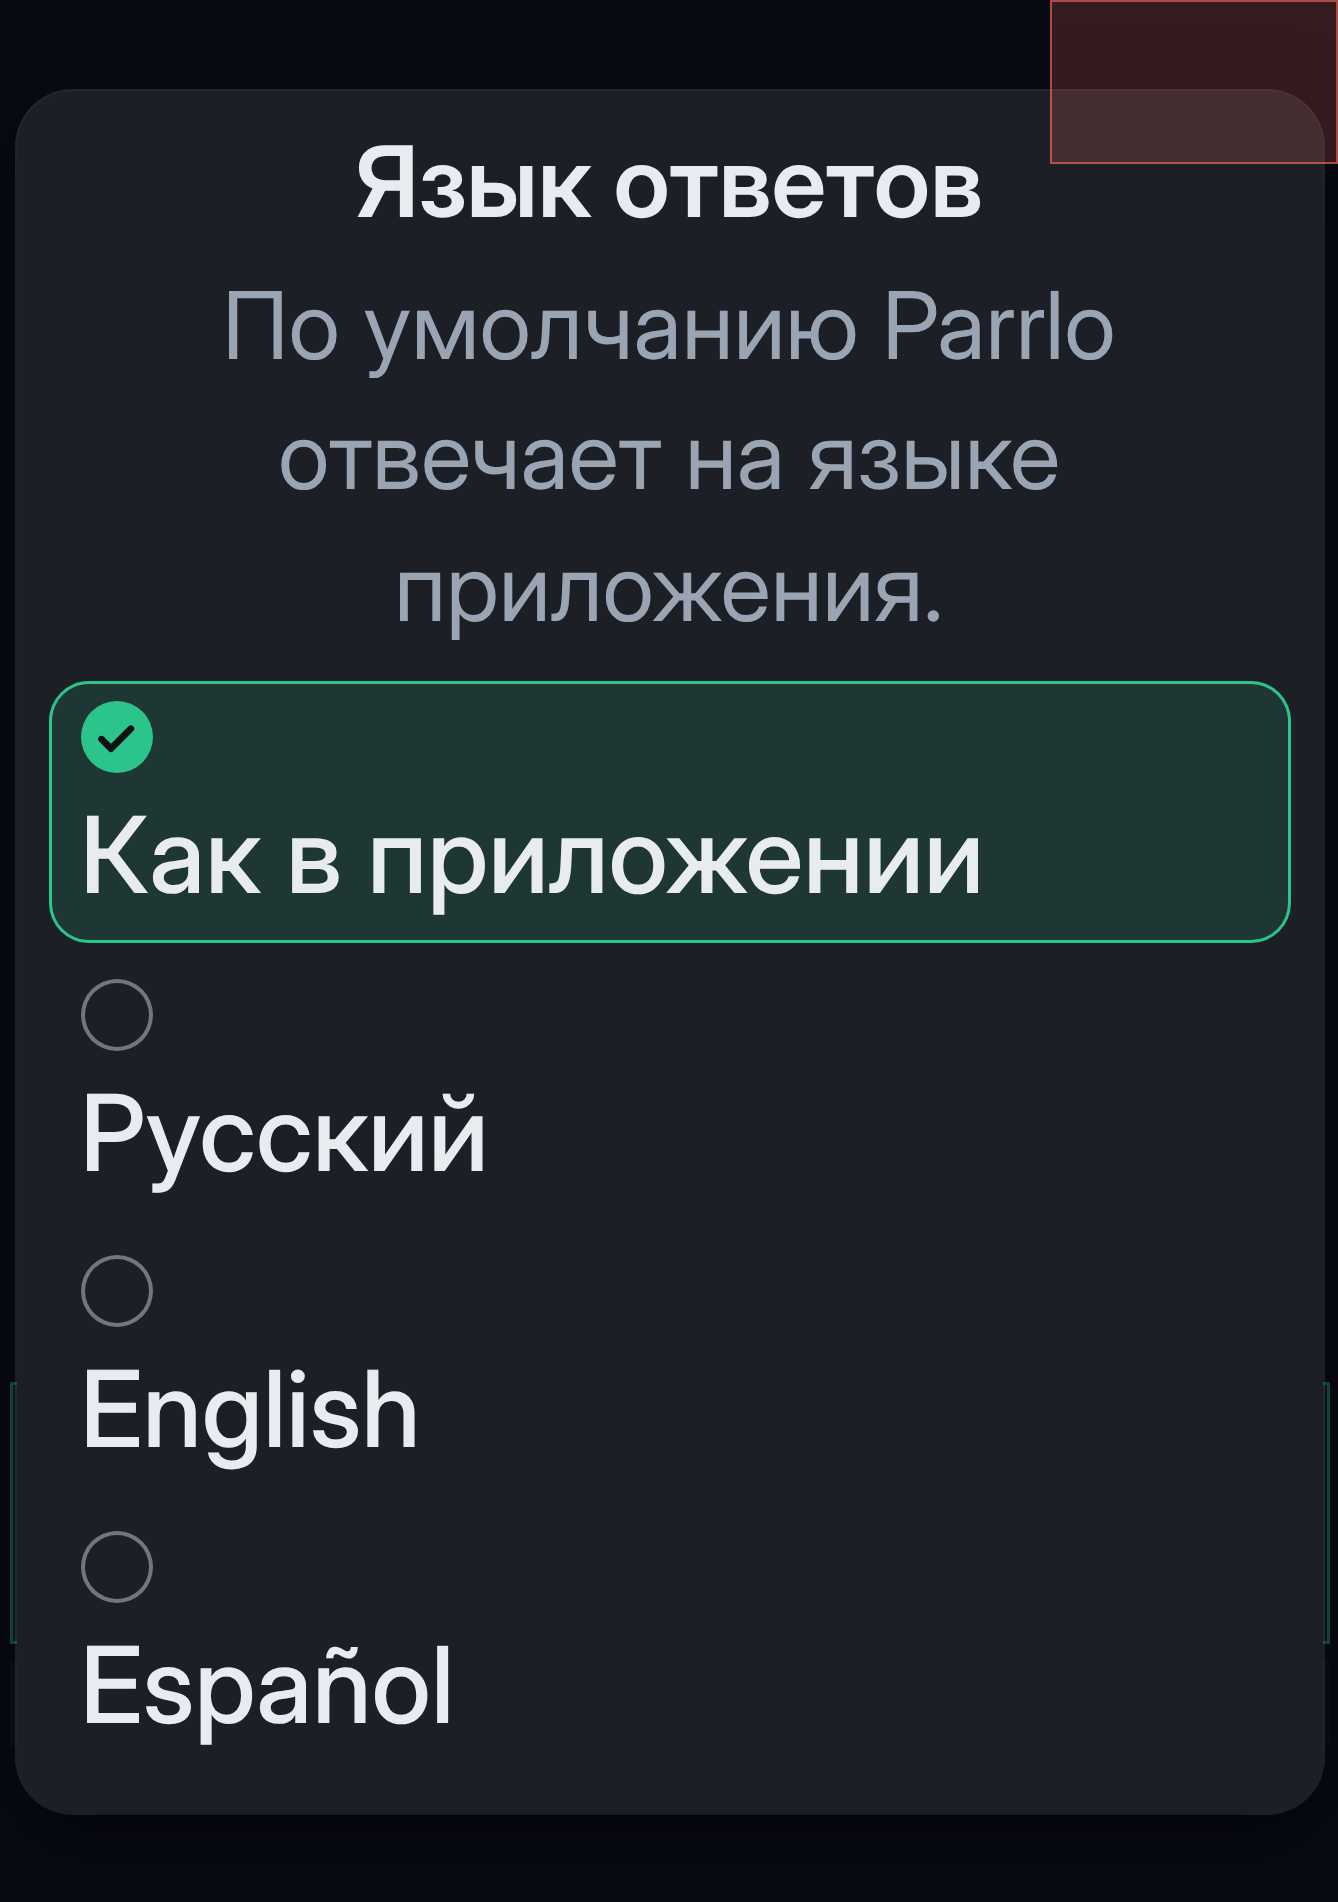 Язык ответов
По умолчанию Parrlo
отвечает на языке
приложения.
Как в приложении
Русский
English
Español